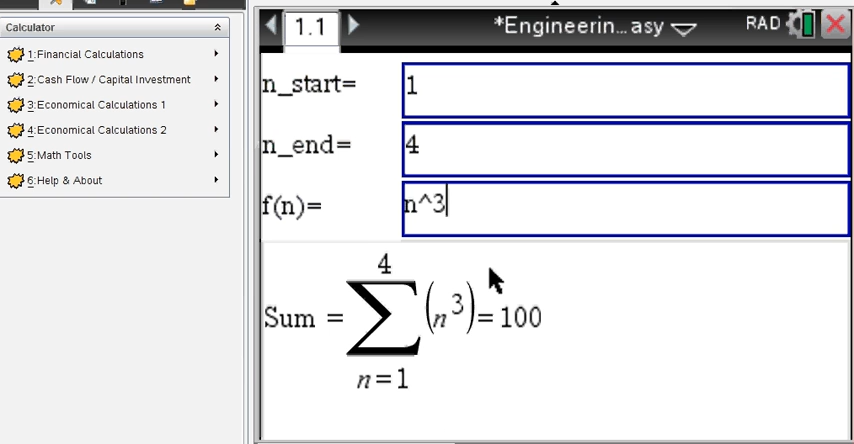 Calculator
1:Financial Calculations
2:Cash Flow / Capital Investment
3:Economical Calculations 1
4:Economical Calculations 2
5:Math Tools
6:Help & About
1.1
*Engineerin...asy
RAD
n_start= 1
n_end= 4
f(n)= n^3
4
Sum = ∑(n^3)= 100
n=1